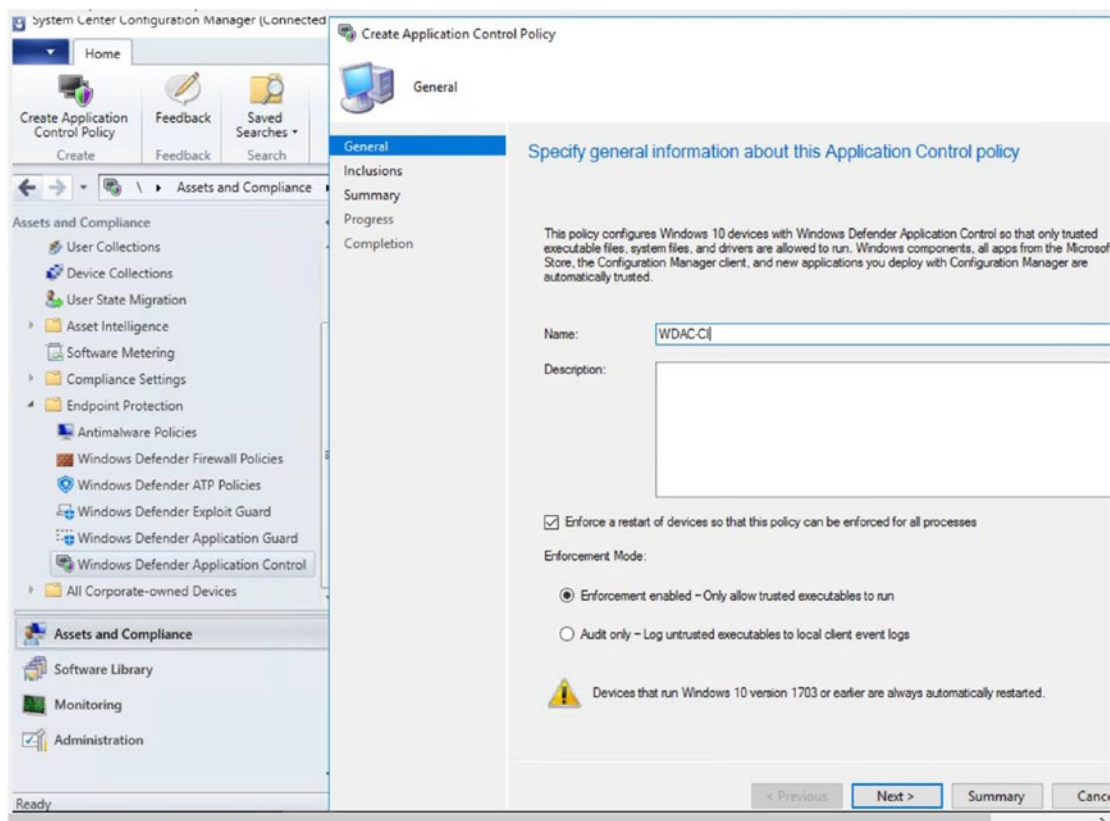 System Center Configuration Manager (Connected
Home
Create Application
Control Policy
Feedback
Saved
Searches
Create
Feedback
Search
\ Assets and Compliance
Assets and Compliance
User Collections
Device Collections
User State Migration
Asset Intelligence
Software Metering
Compliance Settings
Endpoint Protection
Antimalware Policies
Windows Defender Firewall Policies
Windows Defender ATP Policies
Windows Defender Exploit Guard
Windows Defender Application Guard
Windows Defender Application Control
All Corporate-owned Devices
Assets and Compliance
Software Library
Monitoring
Administration
Ready
Create Application Control Policy
General
General
Inclusions
Summary
Progress
Completion
Specify general information about this Application Control policy
This policy configures Windows 10 devices with Windows Defender Application Control so that only trusted
executable files, system files, and drivers are allowed to run. Windows components, all apps from the Microsof
Store, the Configuration Manager client, and new applications you deploy with Configuration Manager are
automatically trusted.
Name: WDAC-CI
Description:
Enforce a restart of devices so that this policy can be enforced for all processes
Enforcement Mode:
Enforcement enabled – Only allow trusted executables to run
Audit only – Log untrusted executables to local client event logs
Devices that run Windows 10 version 1703 or earlier are always automatically restarted.
< Previous
Next >
Summary
Cance